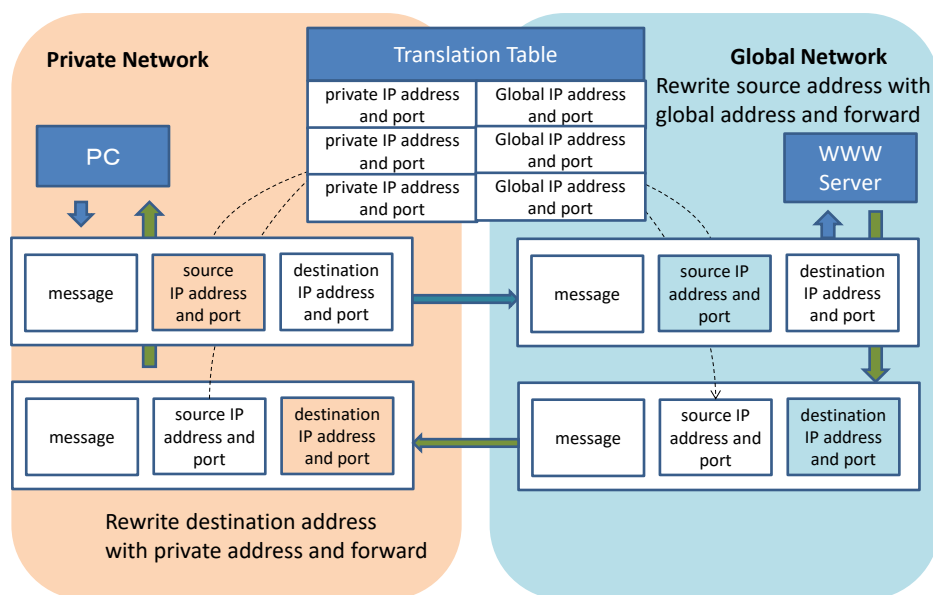 Private Network
Translation Table
Global Network
Rewrite source address with
global address and forward
private IP address
and port
Global IP address
and port
private IP address
and port
Global IP address
and port
private IP address
and port
Global IP address
and port
PC
WWW
Server
message
source
IP address
and port
destination
IP address
and port
message
source IP
address and
port
destination
IP address
and port
message
source IP
address and
port
destination
IP address
and port
message
source IP
address and
port
destination
IP address
and port
Rewrite destination address
with private address and forward